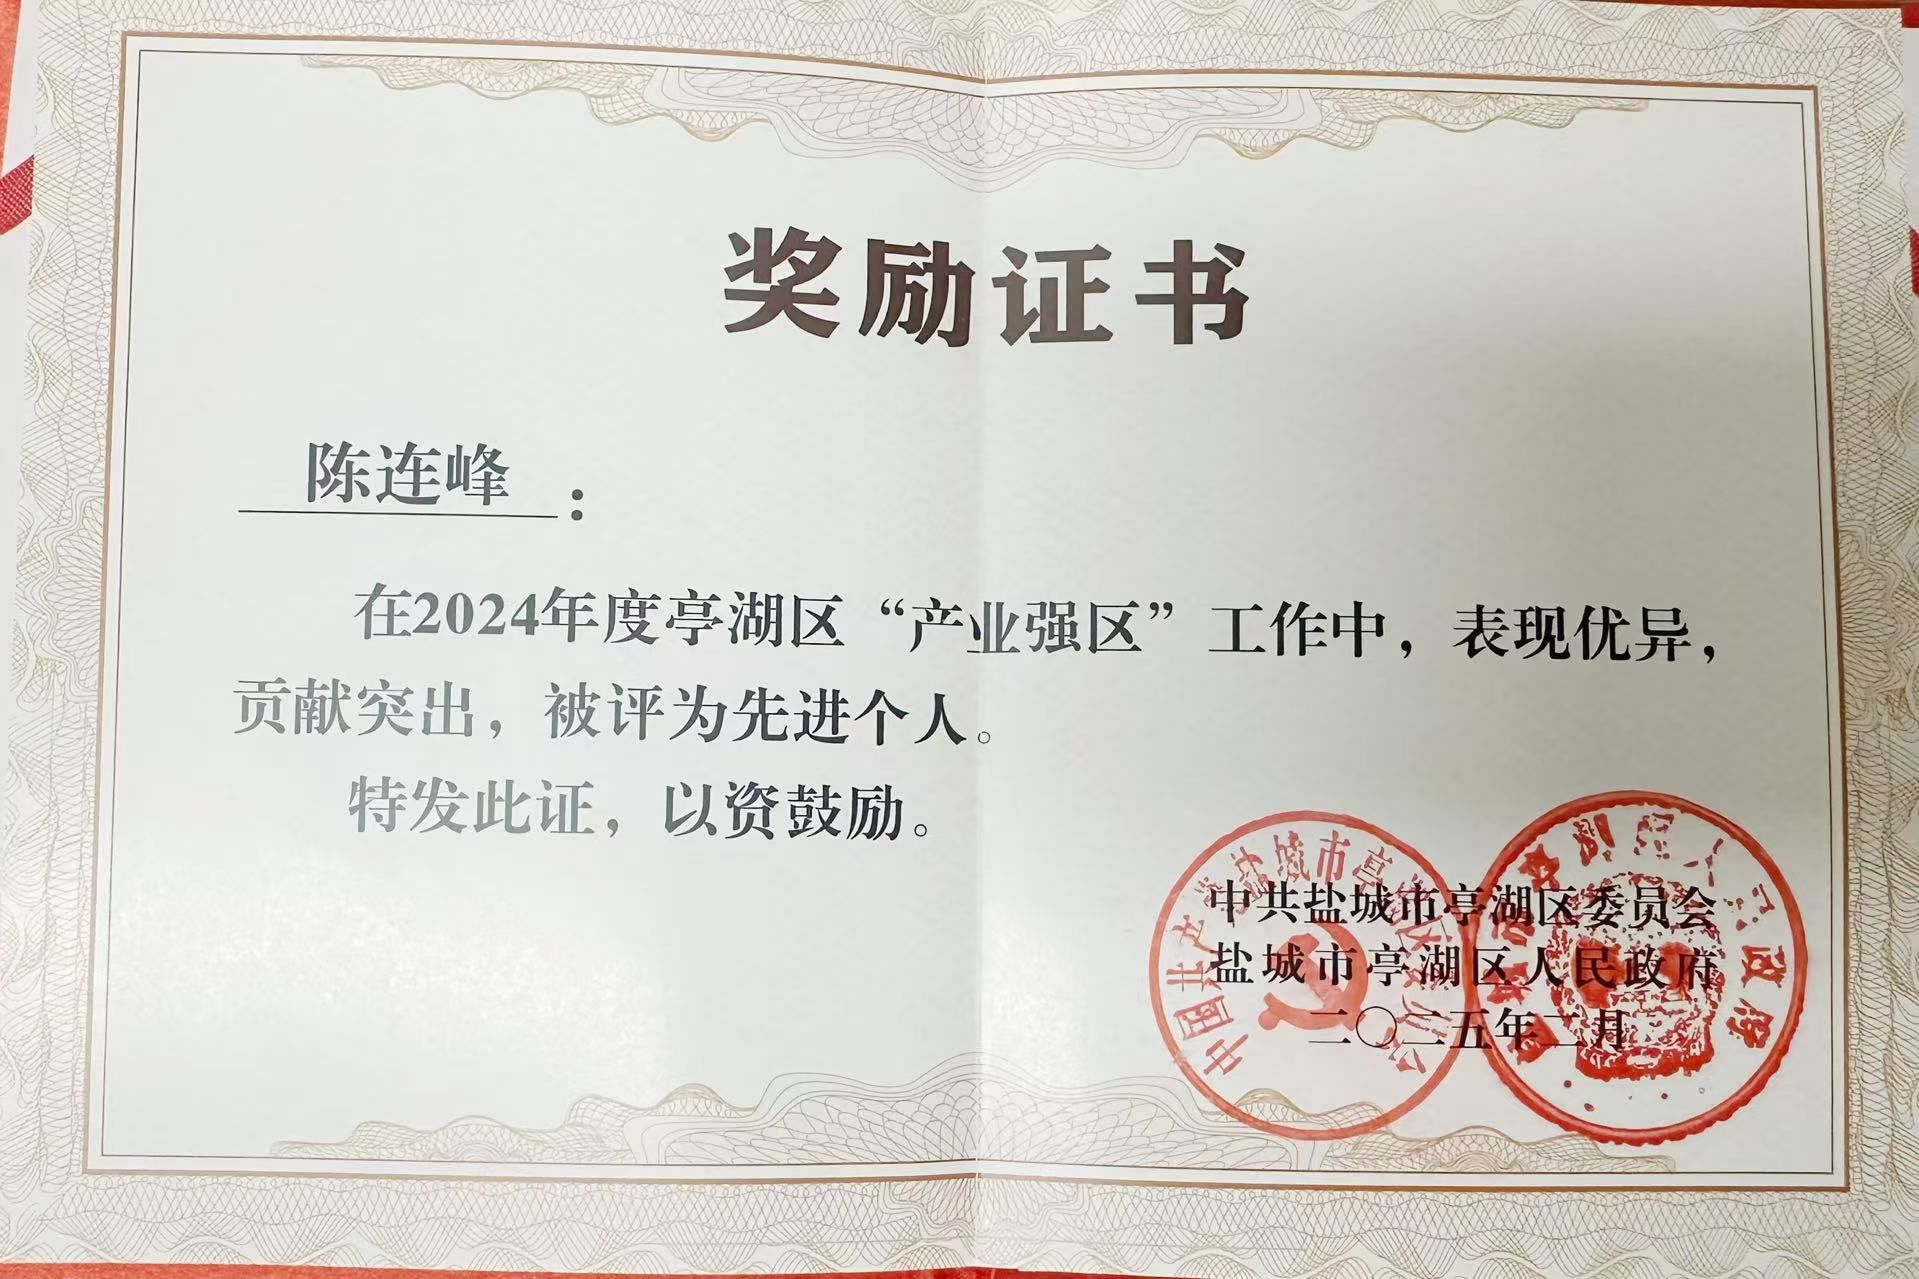 奖励证书
陈连峰：
在2024年度亭湖区“产业强区”工作中，表现优异，
贡献突出，被评为先进个人。
特发此证，以资鼓励。
中共盐城市亭湖区委员会
盐城市亭湖区人民政府
二〇二五年二月